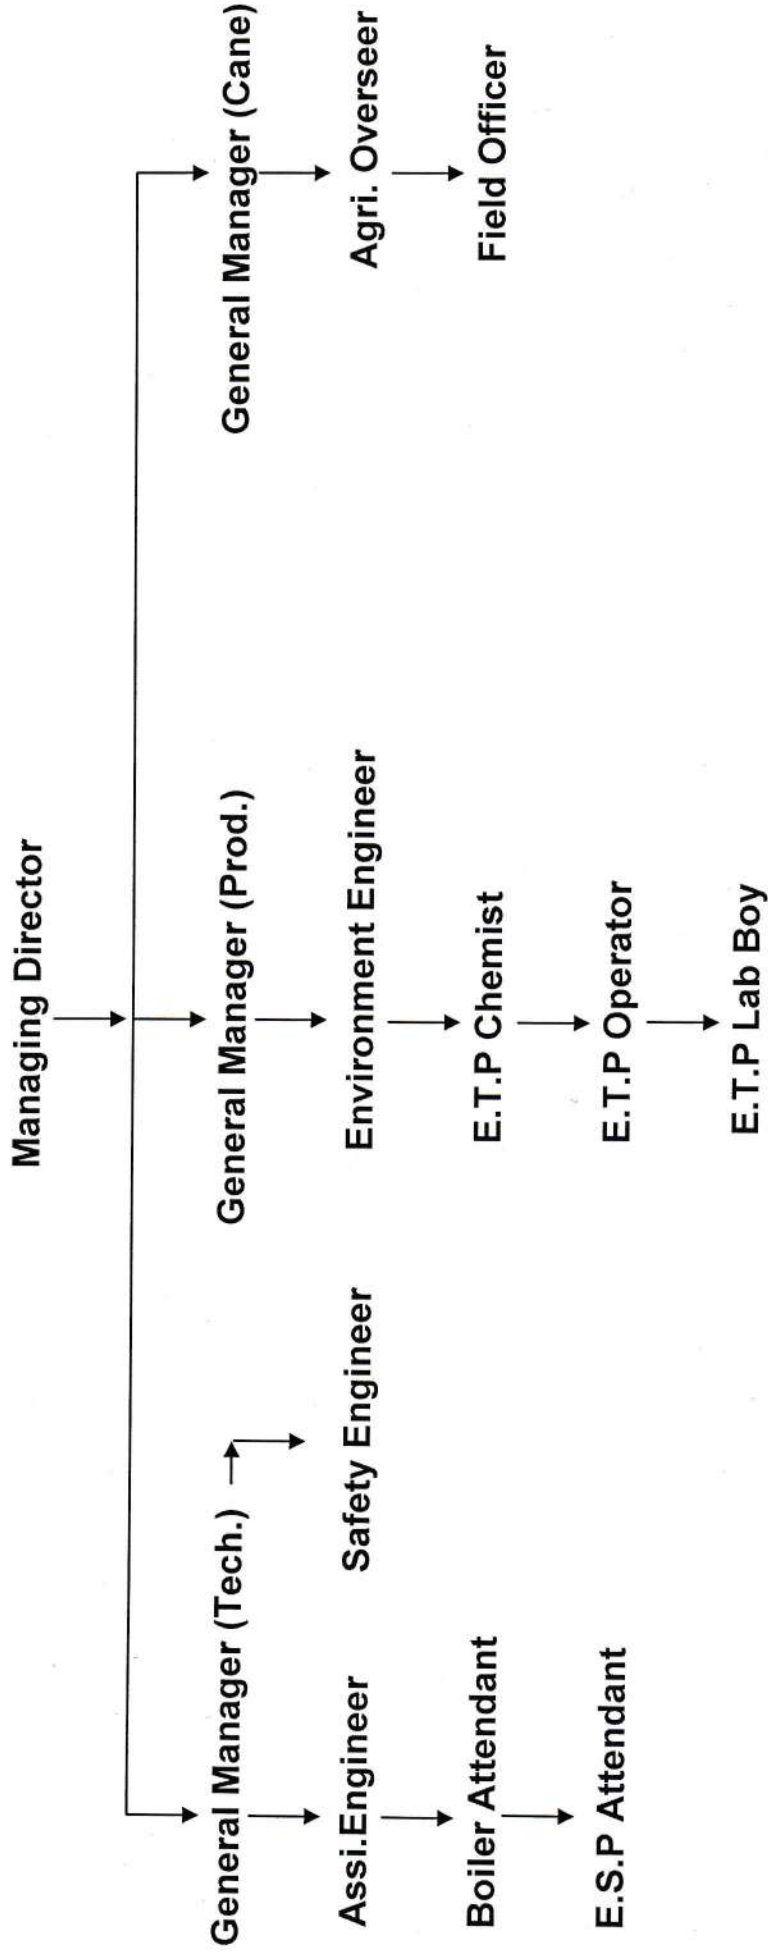 Managing Director
General Manager (Tech.)
General Manager (Prod.)
General Manager (Cane)
Assi.Engineer
Safety Engineer
Environment Engineer
Agri. Overseer
Boiler Attendant
E.T.P Chemist
Field Officer
E.S.P Attendant
E.T.P Operator
E.T.P Lab Boy